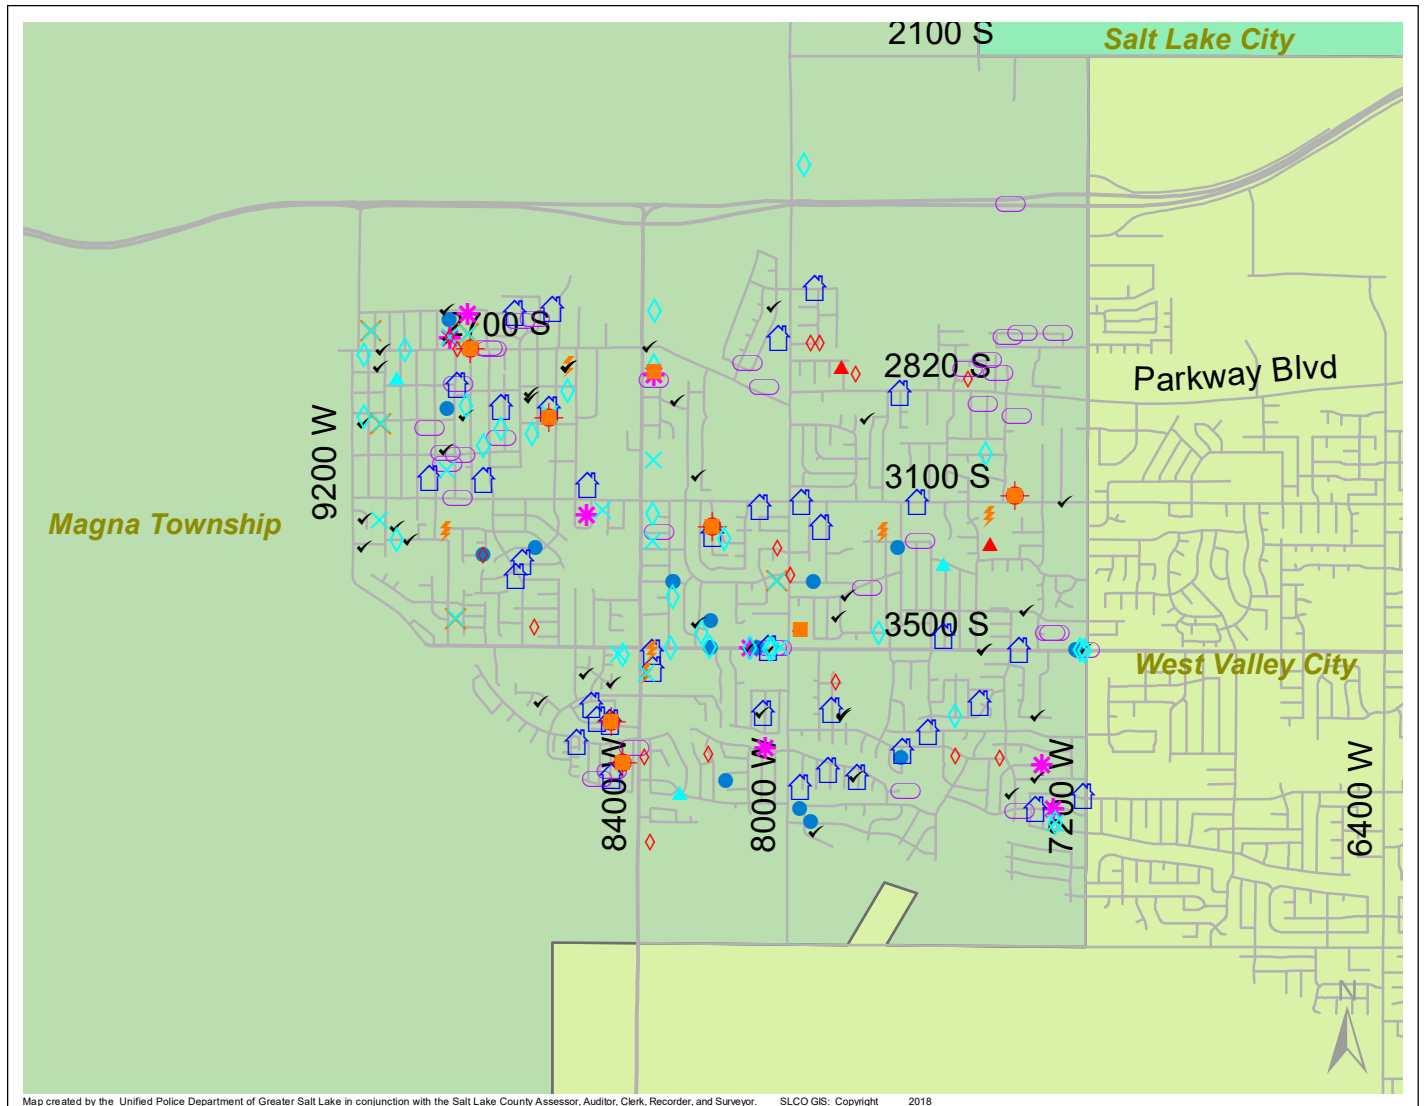 2100 S
Salt Lake City
2700 S
2820 S
Parkway Blvd
9200 W
3100 S
Magna Township
3500 S
West Valley City
8400 W
8000 W
7200 W
6400 W
N
Map created by the Unified Police Department of Greater Salt Lake in conjunction with the Salt Lake County Assessor, Auditor, Clerk, Recorder, and Surveyor. SLCO GIS: Copyright 2018